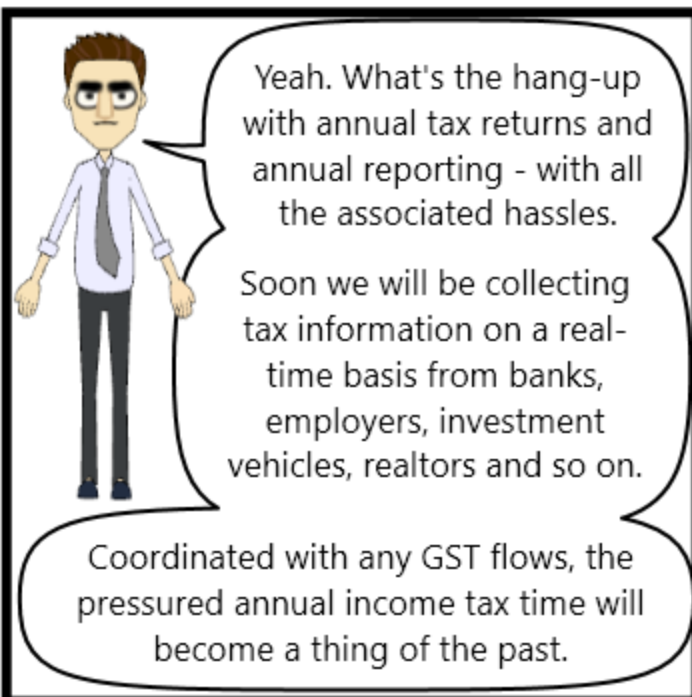 Yeah. What's the hang-up
with annual tax returns and
annual reporting - with all
the associated hassles.
Soon we will be collecting
tax information on a real-
time basis from banks,
employers, investment
vehicles, realtors and so on.
Coordinated with any GST flows, the
pressured annual income tax time will
become a thing of the past.